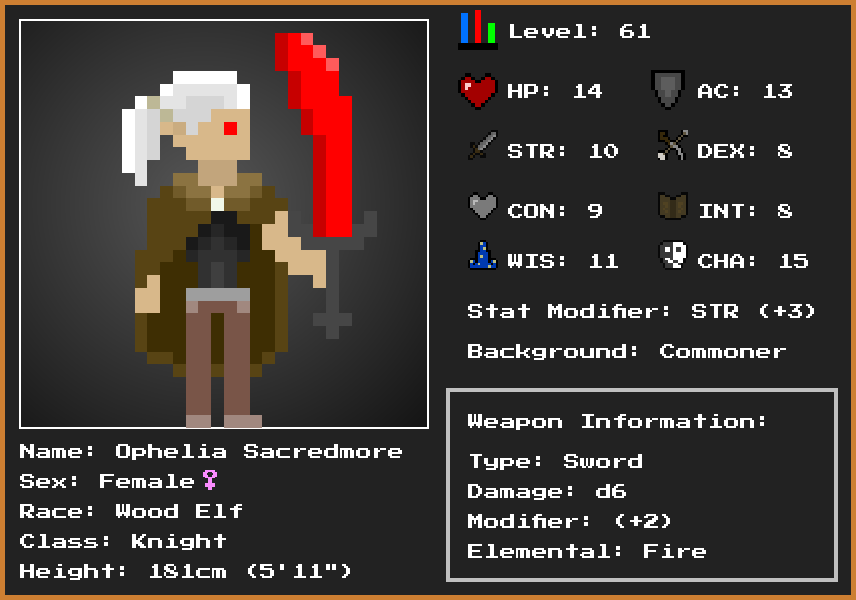 Level: 61
HP: 14
AC: 13
STR: 10
DEX: 8
CON: 9
INT: 8
WIS: 11
CHA: 15
Stat Modifier: STR (+3)
Background: Commoner
Weapon Information:
Type: Sword
Damage: d6
Modifier: (+2)
Elemental: Fire
Name: Ophelia Sacredmore
Sex: Female♀
Race: Wood Elf
Class: Knight
Height: 181cm (5'11")